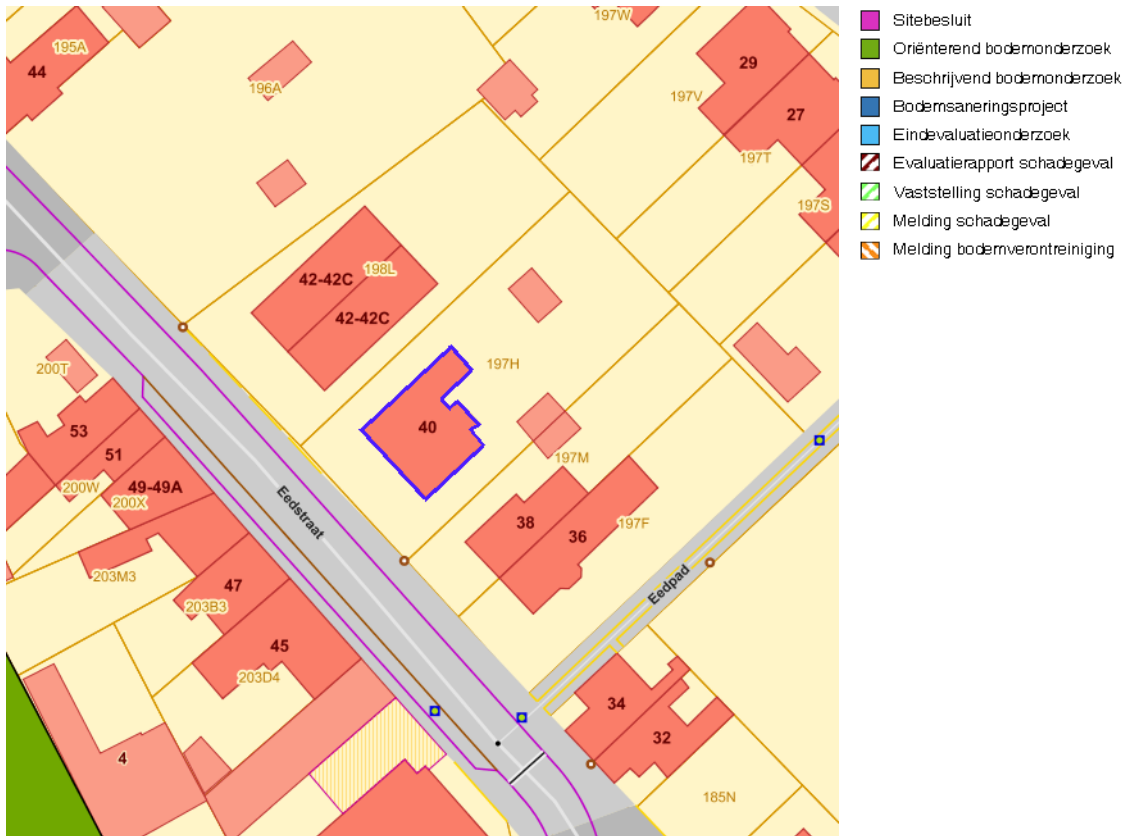 197W
195A
44
29
196A
197V
27
197T
197S
42-42C
198L
42-42C
197H
200T
40
53
51
197M
200W
49-49A
200X
Eedstraat
38
197F
36
203M3
Eedpad
47
203B3
45
203D4
34
32
4
185N
Sitebesluit
Oriënterend bodemonderzoek
Beschrijvend bodemonderzoek
Bodemsaneringsproject
Eindevaluatieonderzoek
Evaluatierapport schadegeval
Vaststelling schadegeval
Melding schadegeval
Melding bodemverontreiniging